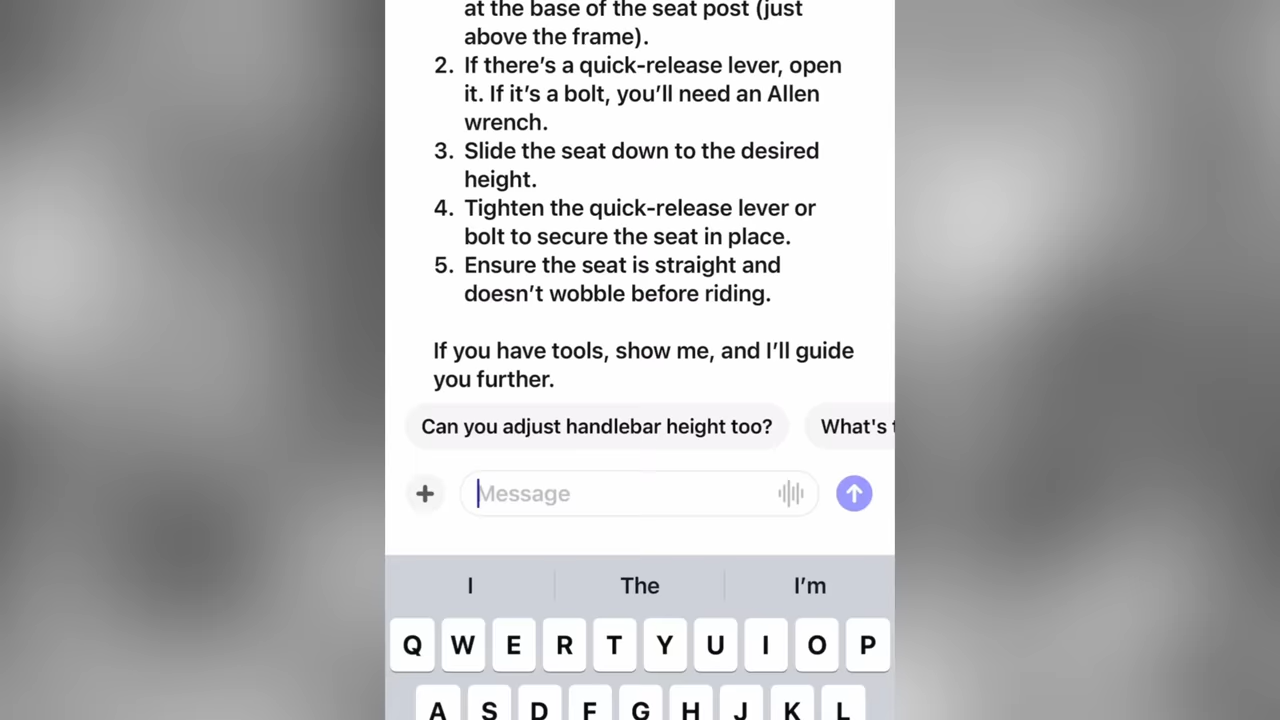 at the base of the seat post (just
above the frame).
2. If there’s a quick-release lever, open
it. If it’s a bolt, you’ll need an Allen
wrench.
3. Slide the seat down to the desired
height.
4. Tighten the quick-release lever or
bolt to secure the seat in place.
5. Ensure the seat is straight and
doesn’t wobble before riding.
If you have tools, show me, and I’ll guide
you further.
Can you adjust handlebar height too? What's
Message
I The I’m
Q W E R T Y U I O P
A S D F G H J K L